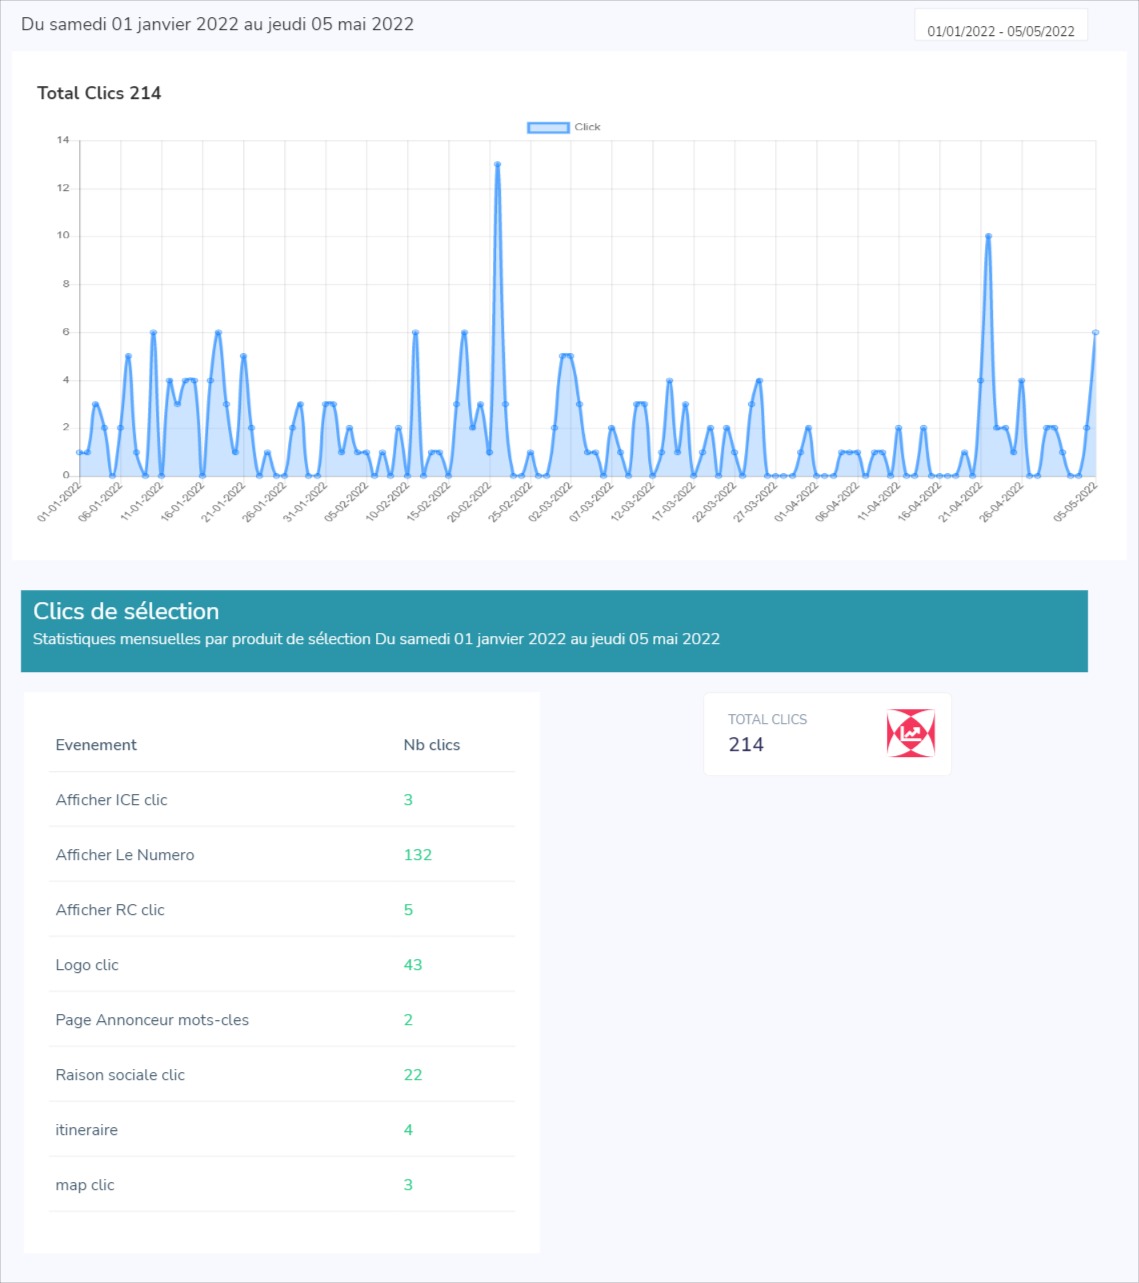 Du samedi 01 janvier 2022 au jeudi 05 mai 2022
01/01/2022 - 05/05/2022
Total Clics 214
Click
14
12
10
8
6
4
2
0
01-01-2022
06-01-2022
11-01-2022
16-01-2022
21-01-2022
26-01-2022
31-01-2022
05-02-2022
10-02-2022
15-02-2022
20-02-2022
25-02-2022
02-03-2022
07-03-2022
12-03-2022
17-03-2022
22-03-2022
27-03-2022
01-04-2022
06-04-2022
11-04-2022
16-04-2022
21-04-2022
26-04-2022
05-05-2022
Clics de sélection
Statistiques mensuelles par produit de sélection Du samedi 01 janvier 2022 au jeudi 05 mai 2022
Evenement Nb clics
Afficher ICE clic 3
Afficher Le Numero 132
Afficher RC clic 5
Logo clic 43
Page Annonceur mots-cles 2
Raison sociale clic 22
itineraire 4
map clic 3
TOTAL CLICS
214